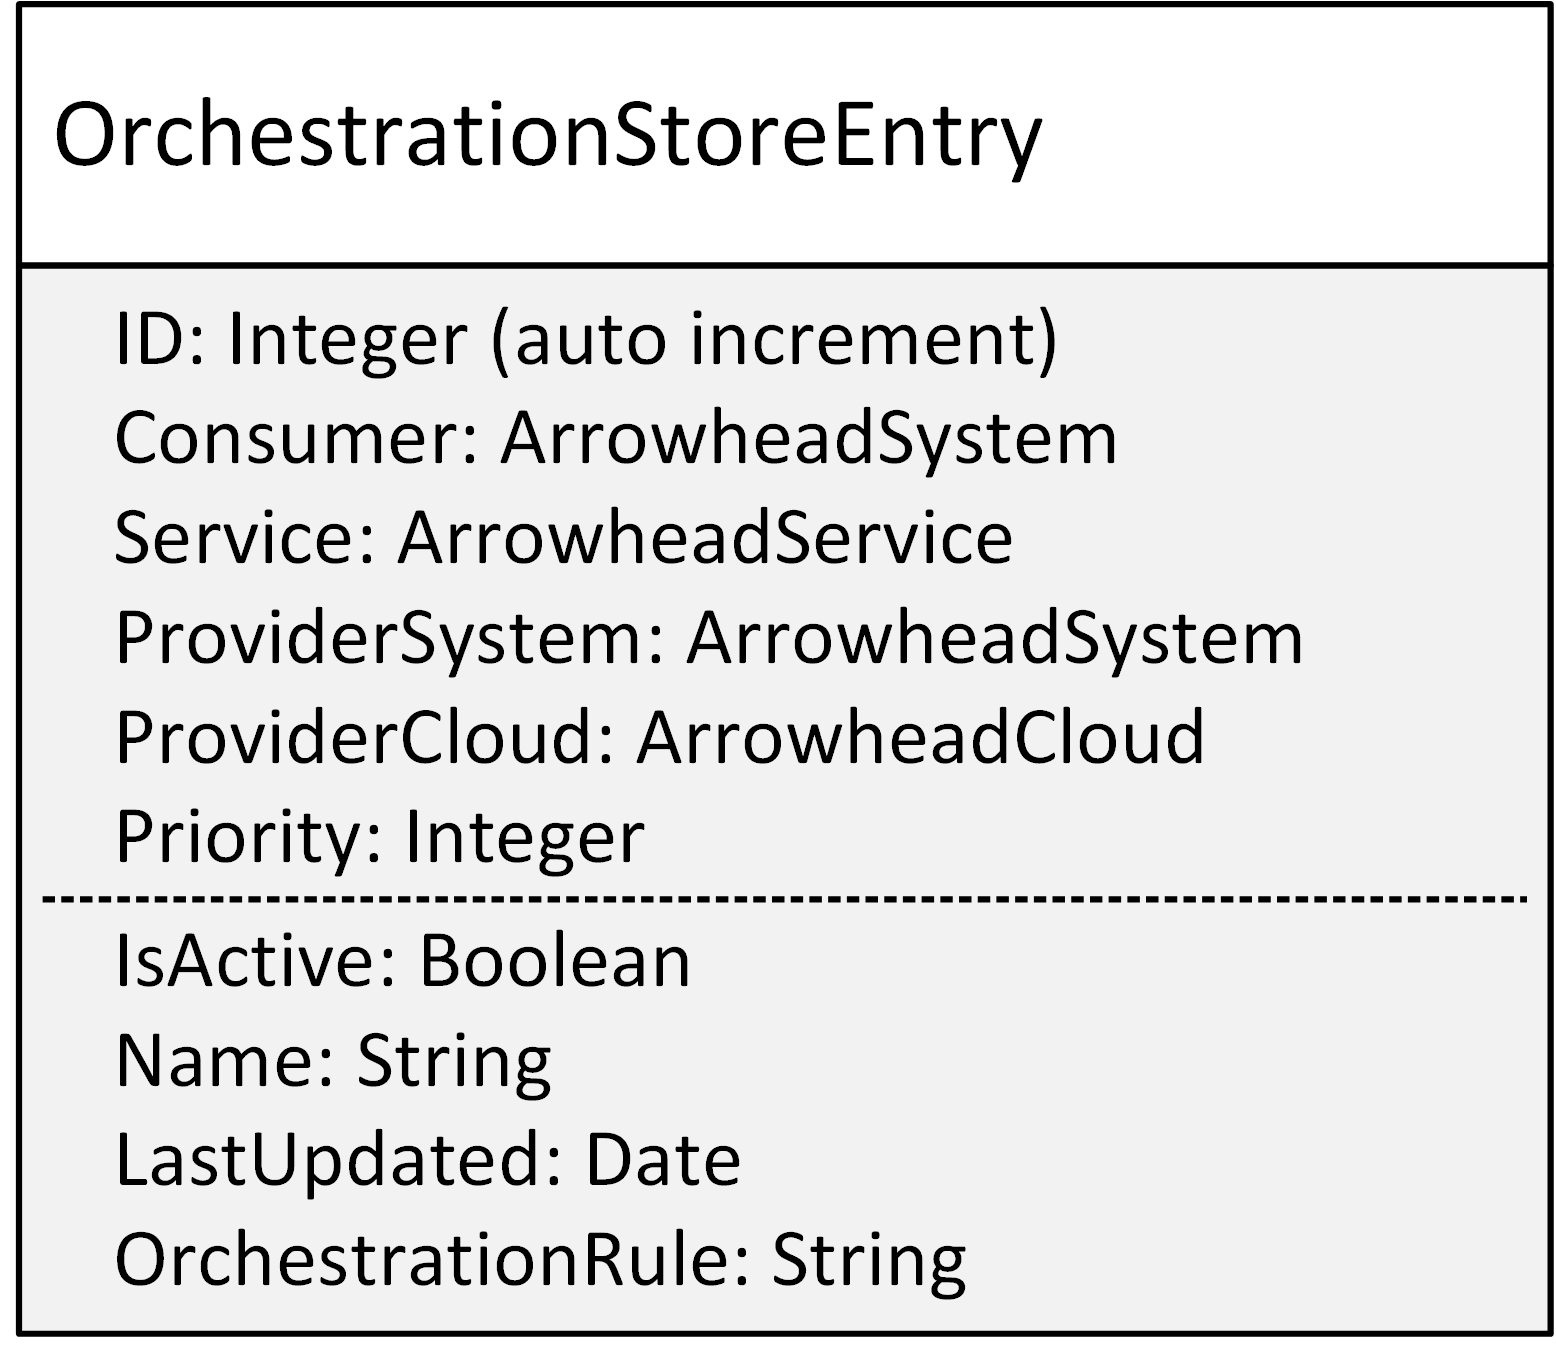 OrchestrationStoreEntry
ID: Integer (auto increment)
Consumer: ArrowheadSystem
Service: ArrowheadService
ProviderSystem: ArrowheadSystem
ProviderCloud: ArrowheadCloud
Priority: Integer
IsActive: Boolean
Name: String
LastUpdated: Date
OrchestrationRule: String